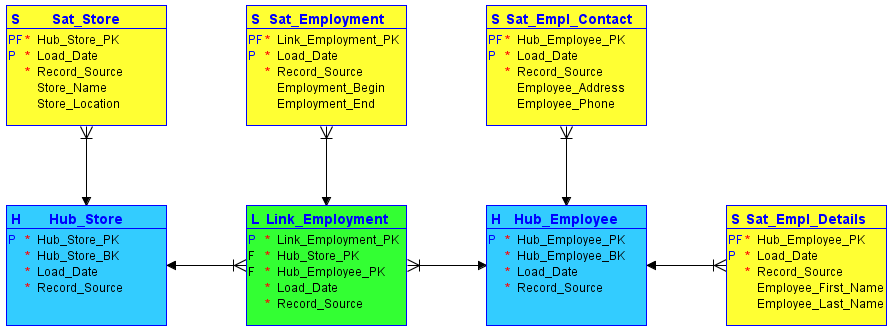 S Sat_Store
PF * Hub_Store_PK
P * Load_Date
* Record_Source
Store_Name
Store_Location
S Sat_Employment
PF * Link_Employment_PK
P * Load_Date
* Record_Source
Employment_Begin
Employment_End
S Sat_Empl_Contact
PF * Hub_Employee_PK
P * Load_Date
* Record_Source
Employee_Address
Employee_Phone
H Hub_Store
P * Hub_Store_PK
* Hub_Store_BK
* Load_Date
* Record_Source
L Link_Employment
P * Link_Employment_PK
F * Hub_Store_PK
F * Hub_Employee_PK
* Load_Date
* Record_Source
H Hub_Employee
P * Hub_Employee_PK
* Hub_Employee_BK
* Load_Date
* Record_Source
S Sat_Empl_Details
PF * Hub_Employee_PK
P * Load_Date
* Record_Source
Employee_First_Name
Employee_Last_Name